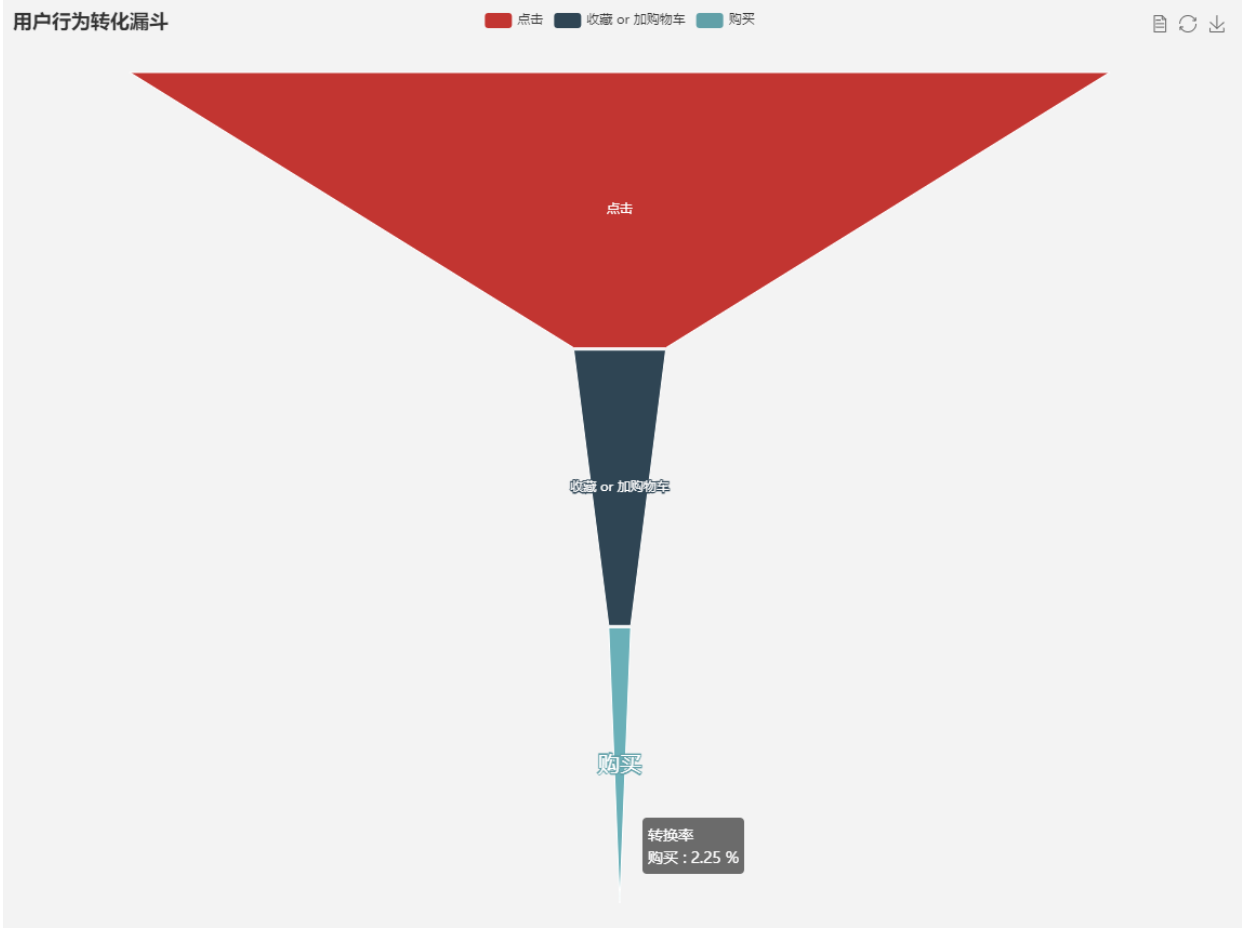 用户行为转化漏斗
点击 收藏 or 加购物车 购买
点击
收藏 or 加购物车
购买
转换率
购买 : 2.25 %